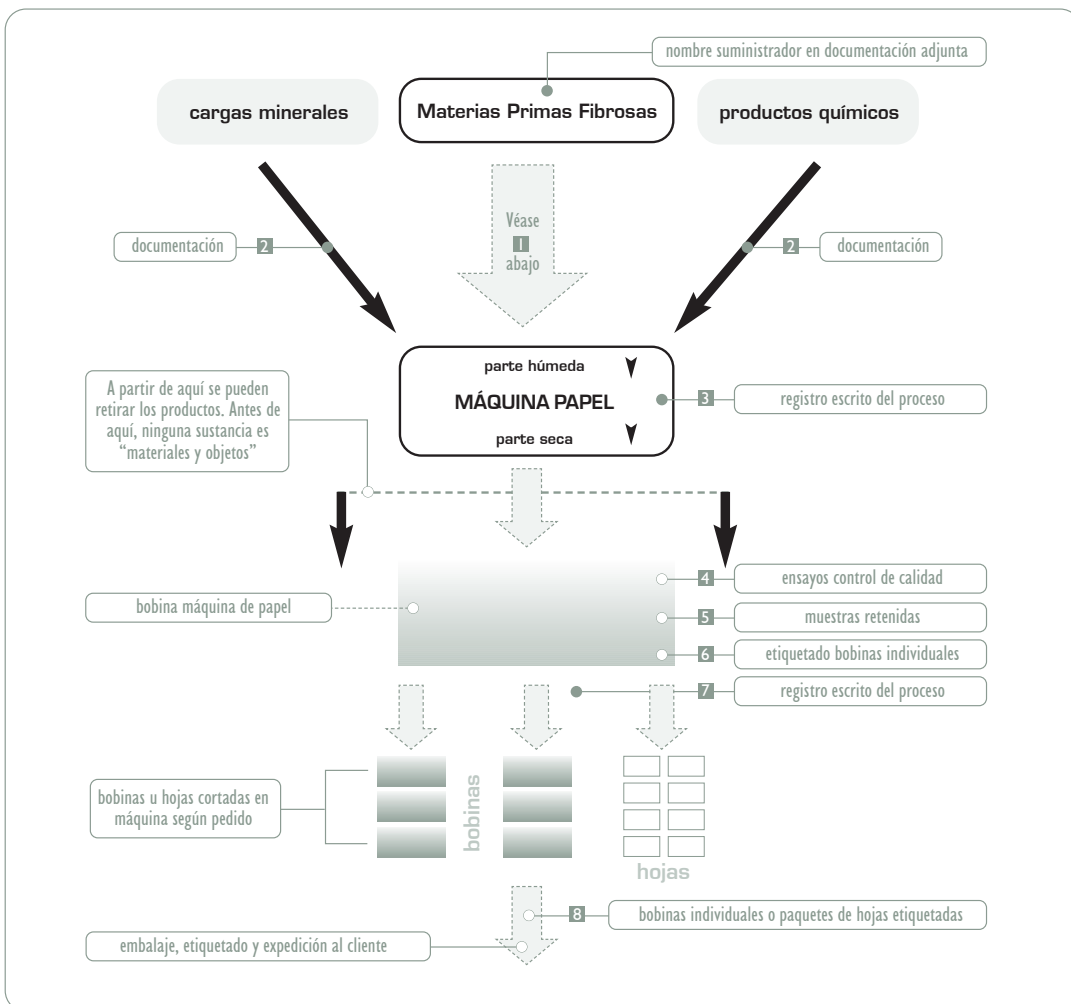 nombre suministrador en documentación adjunta
cargas minerales
Materias Primas Fibrosas
productos químicos
Véase
1
abajo
documentación
2
2
documentación
parte húmeda
MÁQUINA PAPEL
parte seca
3
registro escrito del proceso
A partir de aquí se pueden
retirar los productos. Antes de
aquí, ninguna sustancia es
“materiales y objetos”
4
ensayos control de calidad
bobina máquina de papel
5
muestras retenidas
6
etiquetado bobinas individuales
7
registro escrito del proceso
bobinas u hojas cortadas en
máquina según pedido
bobinas
hojas
8
bobinas individuales o paquetes de hojas etiquetadas
embalaje, etiquetado y expedición al cliente